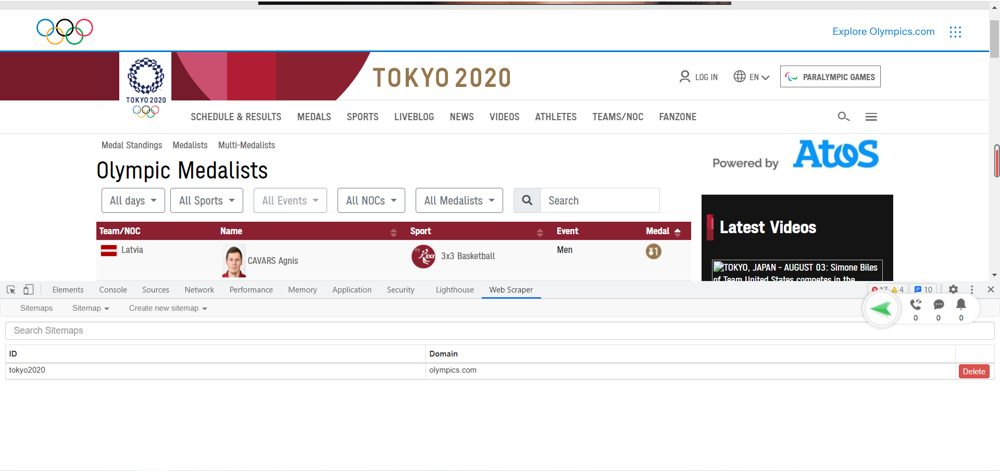 Explore Olympics.com
TOKYO 2020
TOKYO 2020
LOG IN
EN
PARALYMPIC GAMES
SCHEDULE & RESULTS MEDALS SPORTS LIVEBLOG NEWS VIDEOS ATHLETES TEAMS/NOC FANZONE
Medal Standings Medalists Multi-Medalists
Powered by Atos
Olympic Medalists
All days All Sports All Events All NOCs All Medalists Search
Latest Videos
Team/NOC Name Sport Event Medal
Latvia CAVARS Agnis 3X3 3x3 Basketball Men 1
TOKYO, JAPAN - AUGUST 03: Simone Biles
of Team United States competes in the
Elements Console Sources Network Performance Memory Application Security Lighthouse Web Scraper 17 4 10
Sitemaps Sitemap Create new sitemap
0 0 0
Search Sitemaps
ID Domain
tokyo2020 olympics.com Delete